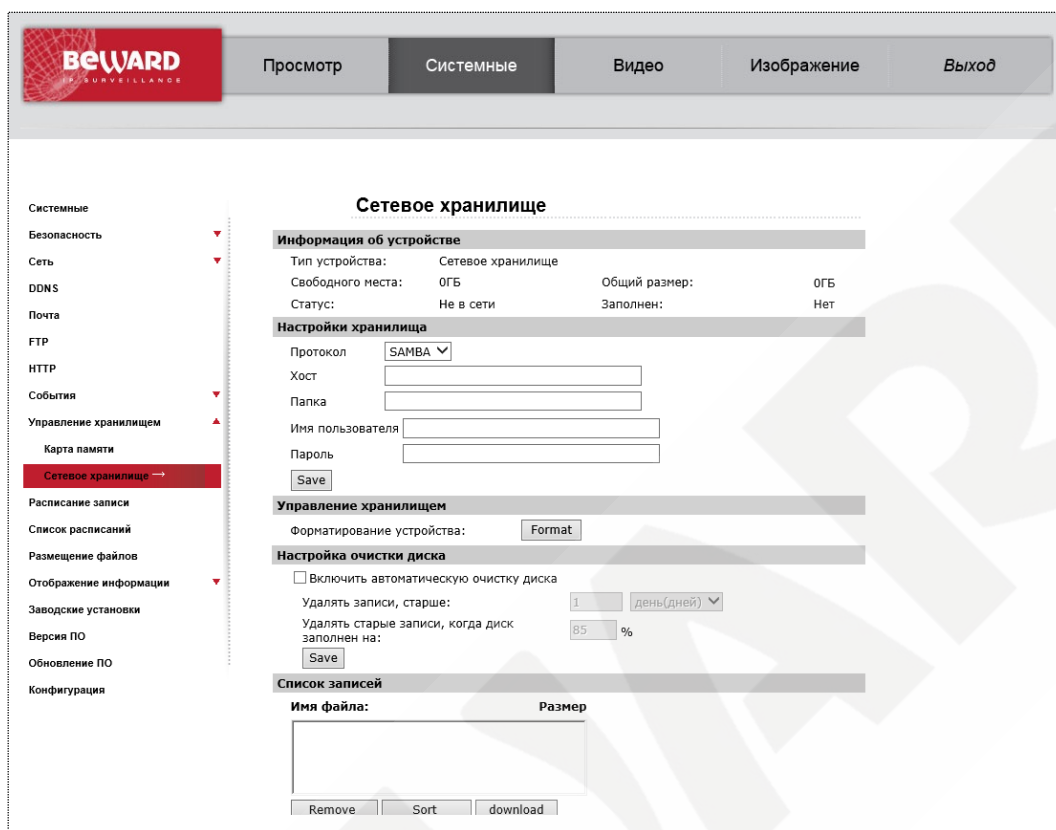 BEWARD
IP SURVEILLANCE
Просмотр Системные Видео Изображение Выход
Системные
Безопасность
Сеть
DDNS
Почта
FTP
HTTP
События
Управление хранилищем
Карта памяти
Сетевое хранилище →
Расписание записи
Список расписаний
Размещение файлов
Отображение информации
Заводские установки
Версия ПО
Обновление ПО
Конфигурация
Сетевое хранилище
Информация об устройстве
Тип устройства: Сетевое хранилище
Свободного места: 0ГБ Общий размер: 0ГБ
Статус: Не в сети Заполнен: Нет
Настройки хранилища
Протокол SAMBA
Хост
Папка
Имя пользователя
Пароль
Save
Управление хранилищем
Форматирование устройства: Format
Настройка очистки диска
Включить автоматическую очистку диска
Удалять записи, старше: 1 день(дней)
Удалять старые записи, когда диск
заполнен на: 85 %
Save
Список записей
Имя файла: Размер
Remove Sort download